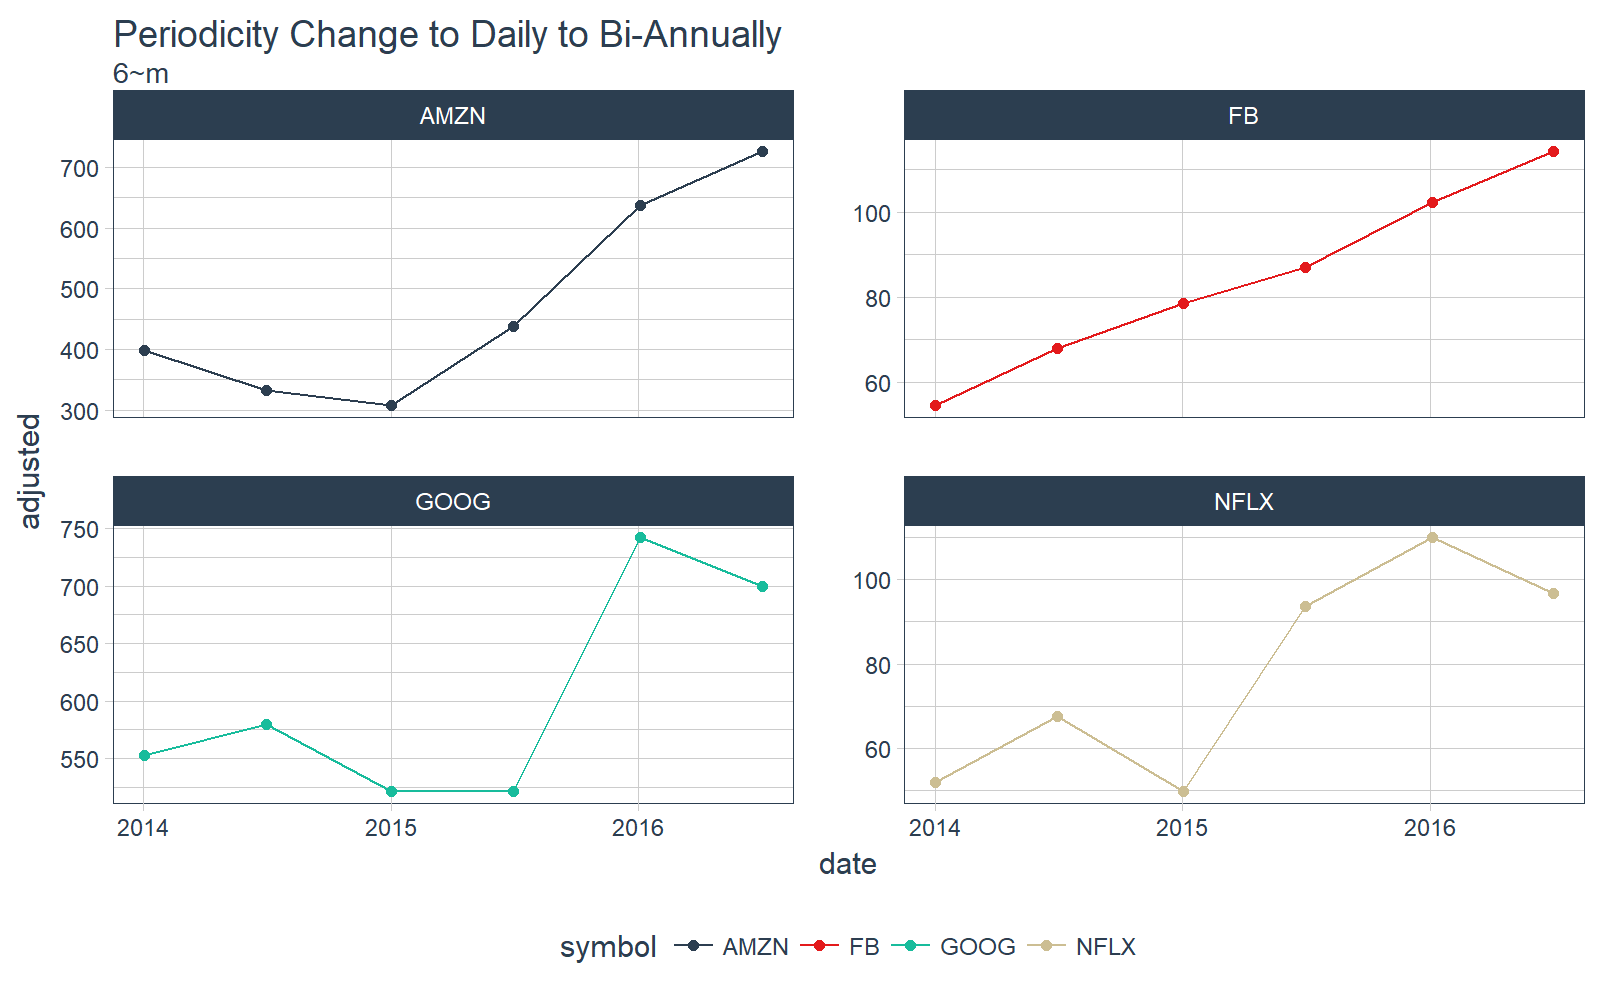 Periodicity Change to Daily to Bi-Annually
6~m
AMZN
FB
700
600
500
400
300
100
80
60
adjusted
GOOG
NFLX
750
700
650
600
550
100
80
60
2014 2015 2016
2014 2015 2016
date
symbol AMZN FB GOOG NFLX